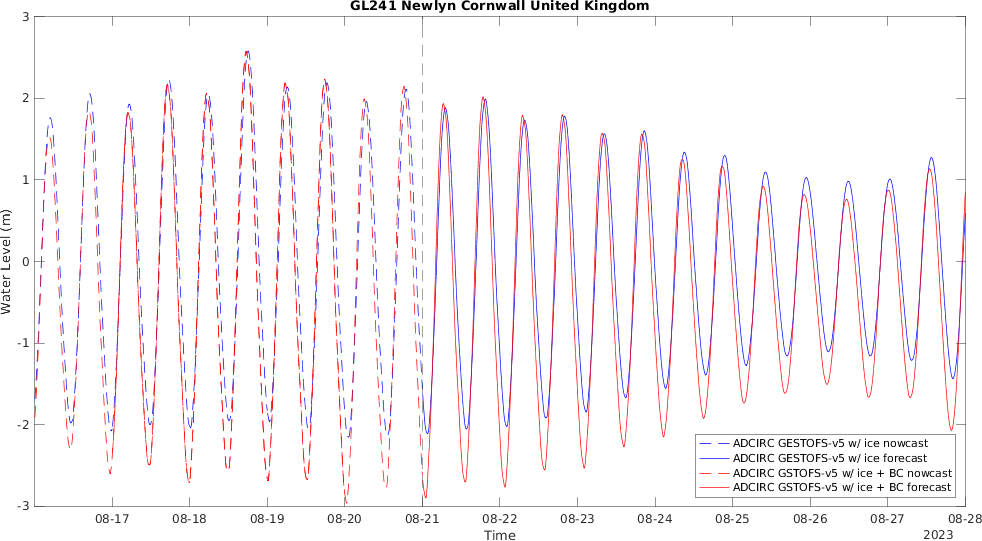 GL241 Newlyn Cornwall United Kingdom
3
2
1
0
-1
-2
-3
Water Level (m)
ADCIRC GESTOFS-v5 w/ ice nowcast
ADCIRC GESTOFS-v5 w/ ice forecast
ADCIRC GSTOFS-v5 w/ ice + BC nowcast
ADCIRC GSTOFS-v5 w/ ice + BC forecast
08-17 08-18 08-19 08-20 08-21 08-22 08-23 08-24 08-25 08-26 08-27 08-28
Time 2023